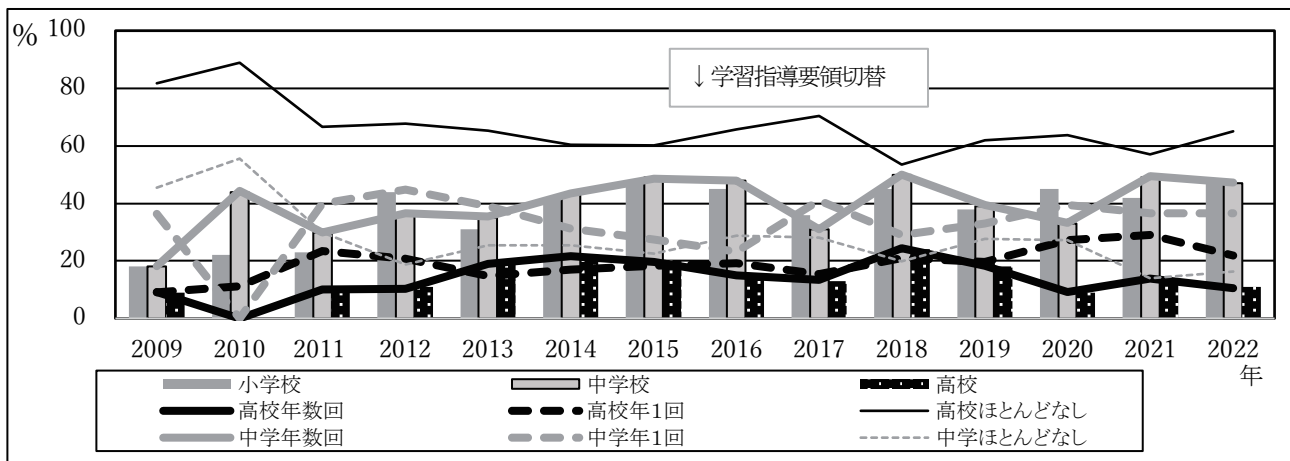 %
100
80
60
40
20
0
↓学習指導要領切替
2009 2010 2011 2012 2013 2014 2015 2016 2017 2018 2019 2020 2021 2022
年
小学校 中学校 高校
高校年数回 高校年1回 高校ほとんどなし
中学年数回 中学年1回 中学ほとんどなし